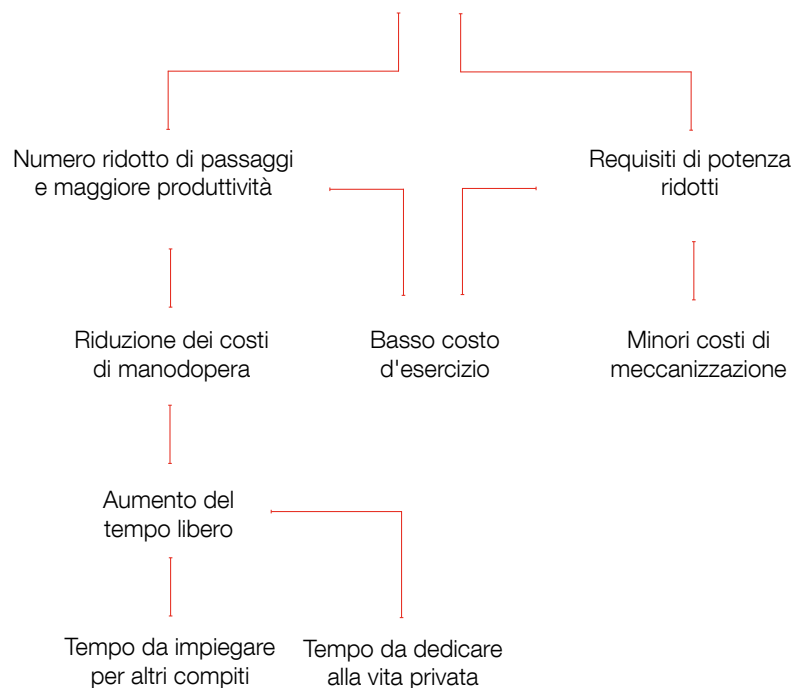 Numero ridotto di passaggi
e maggiore produttività
Requisiti di potenza
ridotti
Riduzione dei costi
di manodopera
Basso costo
d'esercizio
Minori costi di
meccanizzazione
Aumento del
tempo libero
Tempo da impiegare
per altri compiti
Tempo da dedicare
alla vita privata